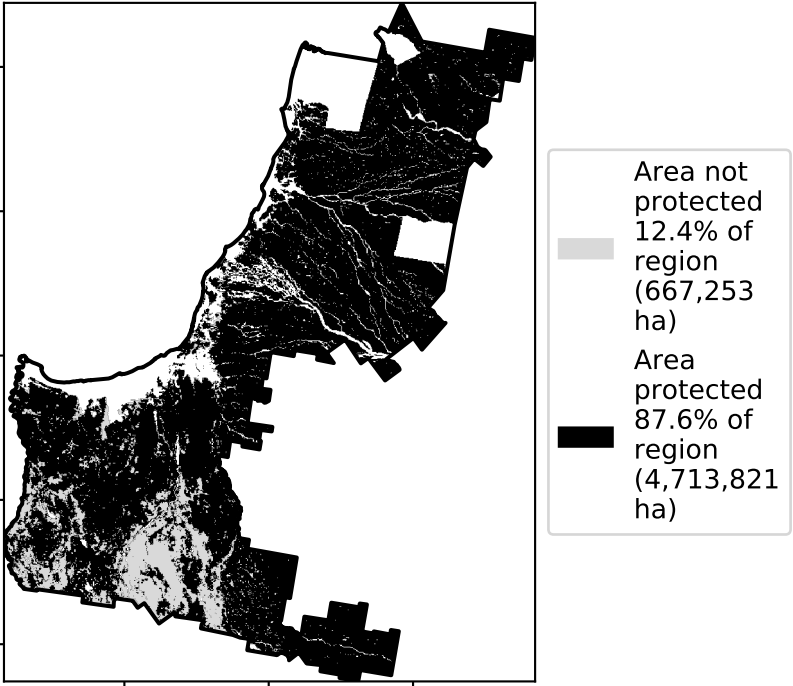 Area not
protected
12.4% of
region
(667,253
ha)
Area
protected
87.6% of
region
(4,713,821
ha)